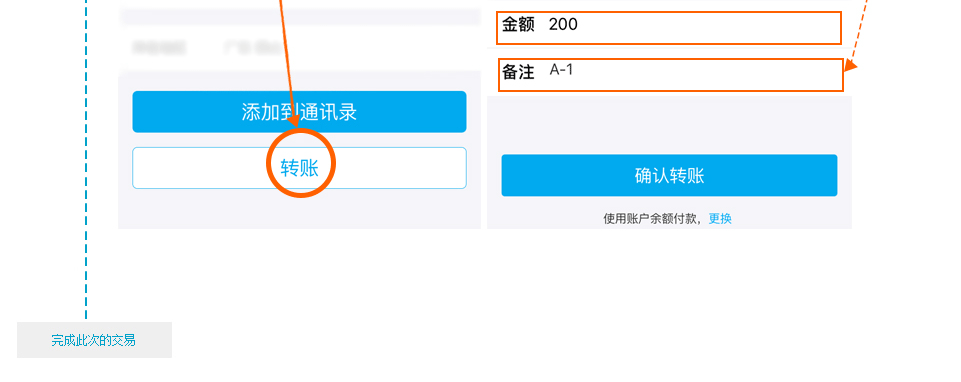 添加到通讯录
转账
金额 200
备注 A-1
确认转账
使用账户余额付款，更换
完成此次的交易